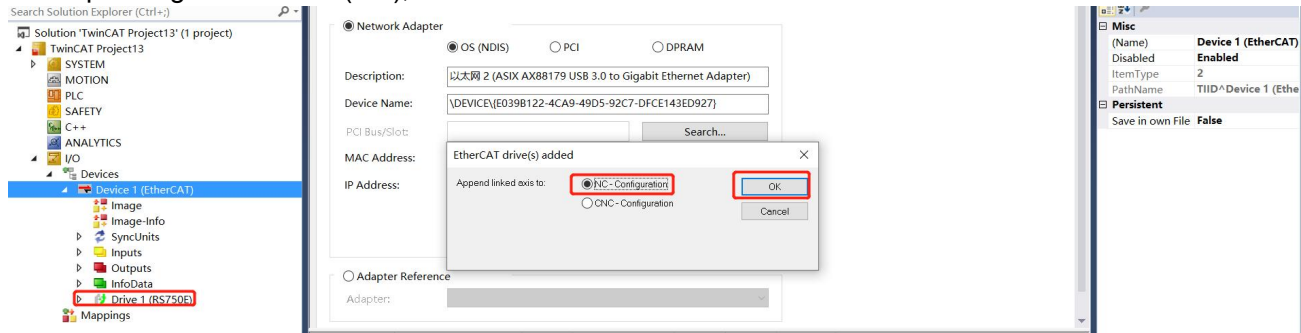 Search Solution Explorer (Ctrl+;)
Solution 'TwinCAT Project13' (1 project)
TwinCAT Project13
SYSTEM
MOTION
PLC
SAFETY
C++
ANALYTICS
I/O
Devices
Device 1 (EtherCAT)
Image
Image-Info
SyncUnits
Inputs
Outputs
InfoData
Drive 1 (RS750E)
Mappings
Network Adapter
OS (NDIS) PCI DPRAM
Description: 以太网 2 (ASIX AX88179 USB 3.0 to Gigabit Ethernet Adapter)
Device Name: \DEVICE\{E039B122-4CA9-49D5-92C7-DFCE143ED927}
PCI Bus/Slot: Search...
MAC Address:
IP Address:
EtherCAT drive(s) added
Append linked axis to: NC - Configuration OK
CNC - Configuration Cancel
Adapter Reference
Adapter:
Misc
(Name) Device 1 (EtherCAT)
Disabled Enabled
ItemType 2
PathName TIID^Device 1 (Ethe
Persistent
Save in own File False